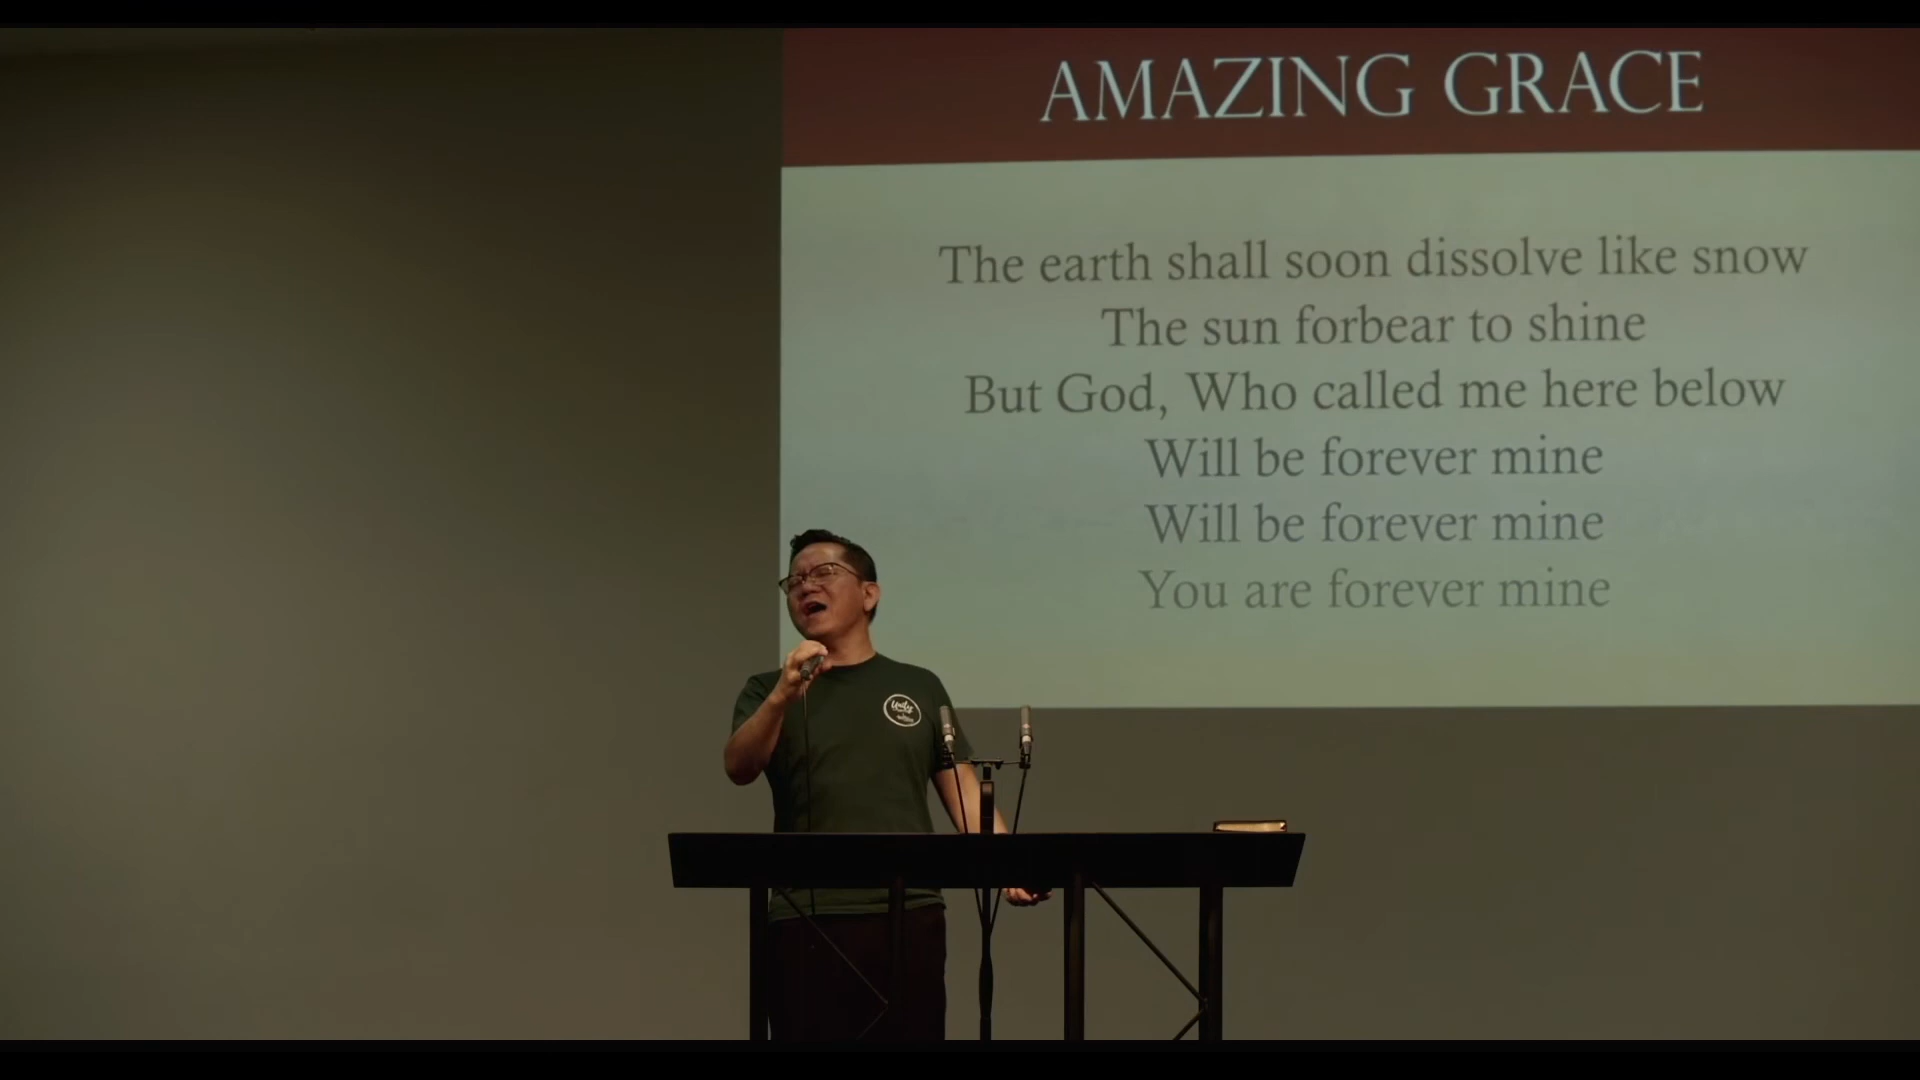 AMAZING GRACE
The earth shall soon dissolve like snow
The sun forbear to shine
But God, Who called me here below
Will be forever mine
Will be forever mine
You are forever mine
Unity